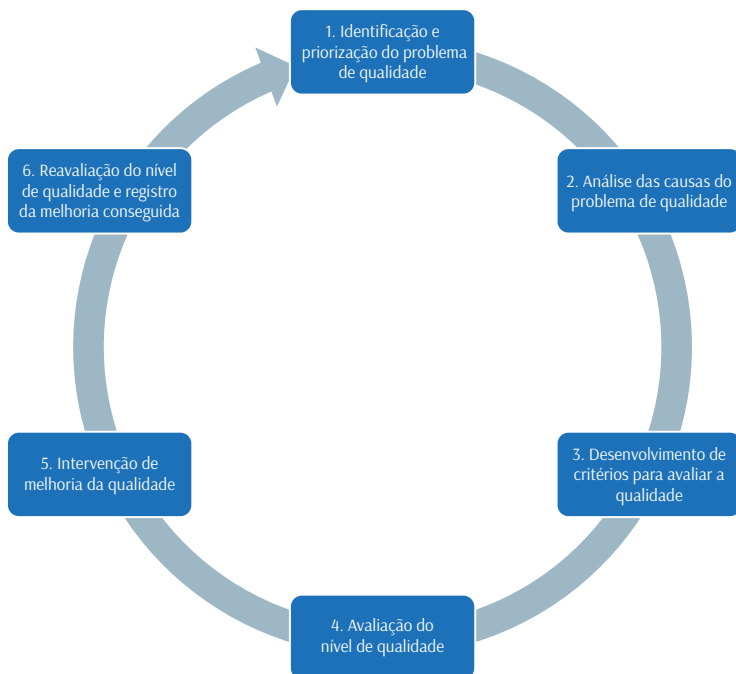 1. Identificação e
priorização do problema
de qualidade
2. Análise das causas do
problema de qualidade
3. Desenvolvimento de
critérios para avaliar a
qualidade
4. Avaliação do
nível de qualidade
5. Intervenção de
melhoria da qualidade
6. Reavaliação do nível
de qualidade e registro
da melhoria conseguida